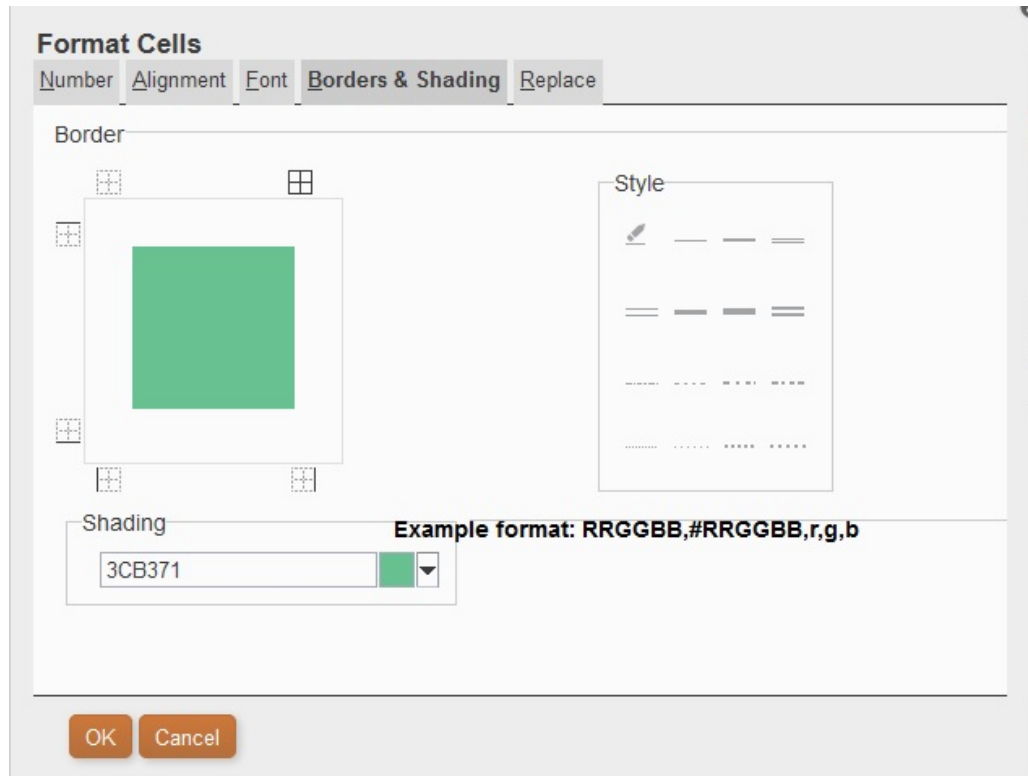 Format Cells
Number Alignment Font Borders & Shading Replace
Border
Style
Shading
Example format: RRGGBB,#RRGGBB,r,g,b
3CB371
OK Cancel